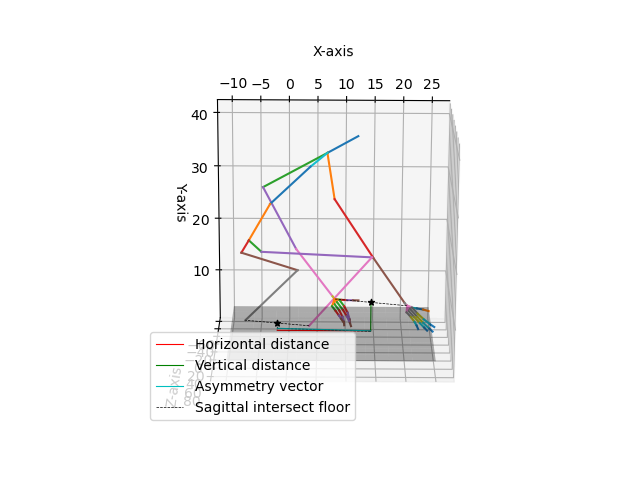 X-axis
−10 −5 0 5 10 15 20 25
40
30
20
10
Y-axis
Z-axis
Horizontal distance
Vertical distance
Asymmetry vector
Sagittal intersect floor